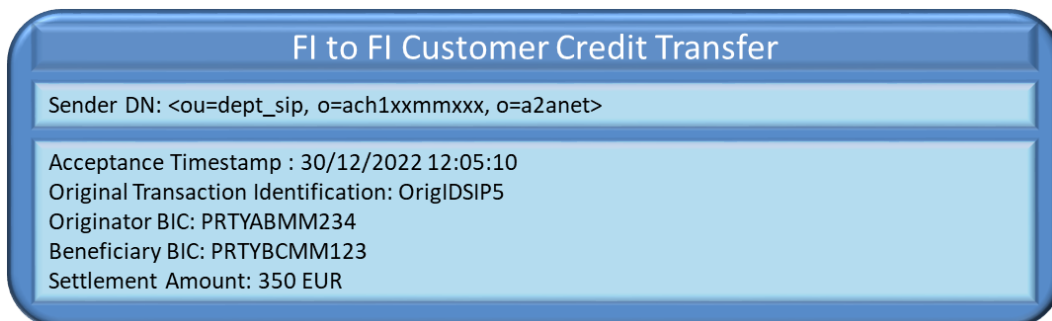 FI to FI Customer Credit Transfer
Sender DN: <ou=dept_sip, o=ach1xxmmxxx, o=a2anet>
Acceptance Timestamp : 30/12/2022 12:05:10
Original Transaction Identification: OrigIDSIP5
Originator BIC: PRTYABMM234
Beneficiary BIC: PRTYBCMM123
Settlement Amount: 350 EUR